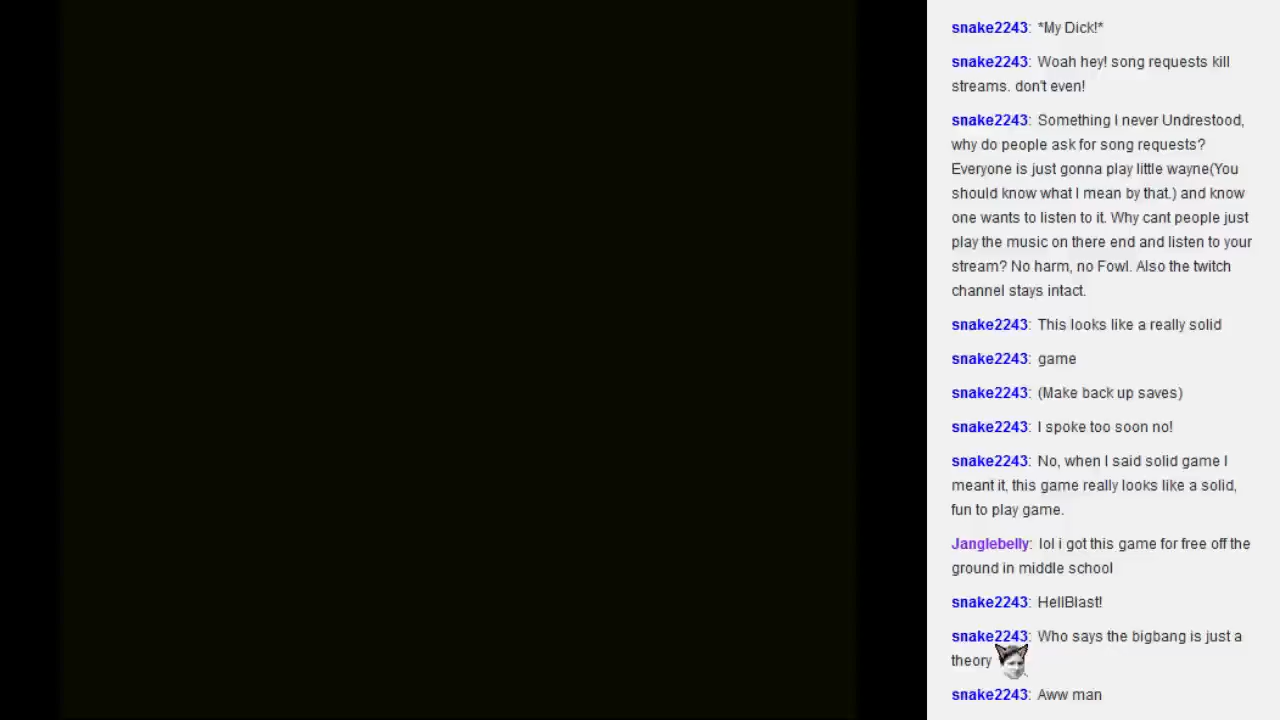 snake2243: *My Dick!*
snake2243: Woah hey! song requests kill
streams. don't even!
snake2243: Something I never Undrestood,
why do people ask for song requests?
Everyone is just gonna play little wayne(You
should know what I mean by that.) and know
one wants to listen to it. Why cant people just
play the music on there end and listen to your
stream? No harm, no Fowl. Also the twitch
channel stays intact.
snake2243: This looks like a really solid
snake2243: game
snake2243: (Make back up saves)
snake2243: I spoke too soon no!
snake2243: No, when I said solid game I
meant it, this game really looks like a solid,
fun to play game.
Janglebelly: lol i got this game for free off the
ground in middle school
snake2243: HellBlast!
snake2243: Who says the bigbang is just a
theory
snake2243: Aww man